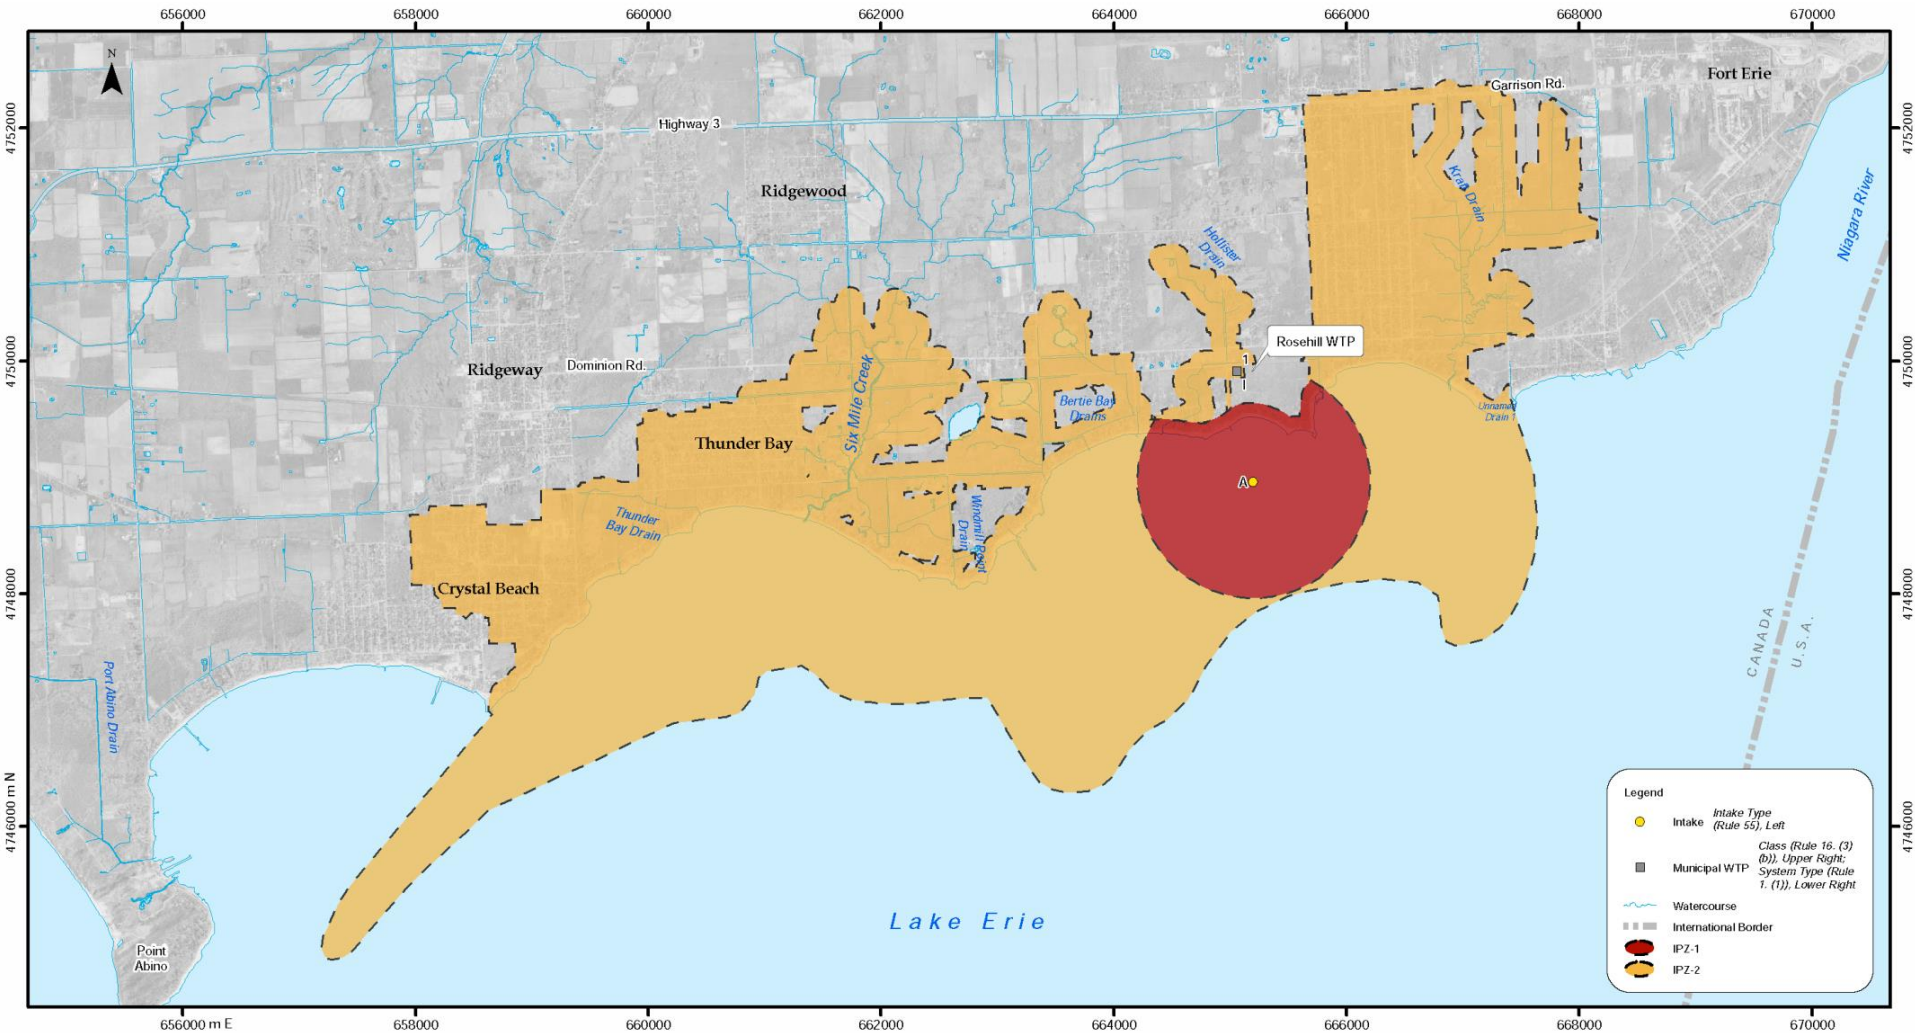 656000
658000
660000
662000
664000
666000
668000
670000
N
Fort Erie
Garrison Rd.
4752000
Highway 3
4752000
Ridgewood
Kraft Drain
Niagara River
Hollister
Drain
Rosehill WTP
4750000
Ridgeway
Dominion Rd.
1
I
4750000
Six Mile Creek
Bertie Bay
Drains
Unnamed
Drain
Thunder Bay
A
Thunder
Bay Drain
Windmill Point
Drain
4748000
Crystal Beach
4748000
CANADA
U.S.A.
Port Abino Drain
4746000 m N
4746000
Legend
Intake
Intake Type
(Rule 55), Left
Municipal WTP
Class (Rule 16. (3)
(b)), Upper Right;
System Type (Rule
1. (1)), Lower Right
Watercourse
International Border
IPZ-1
IPZ-2
Lake Erie
Point
Abino
656000 m E
658000
660000
662000
664000
666000
668000
670000